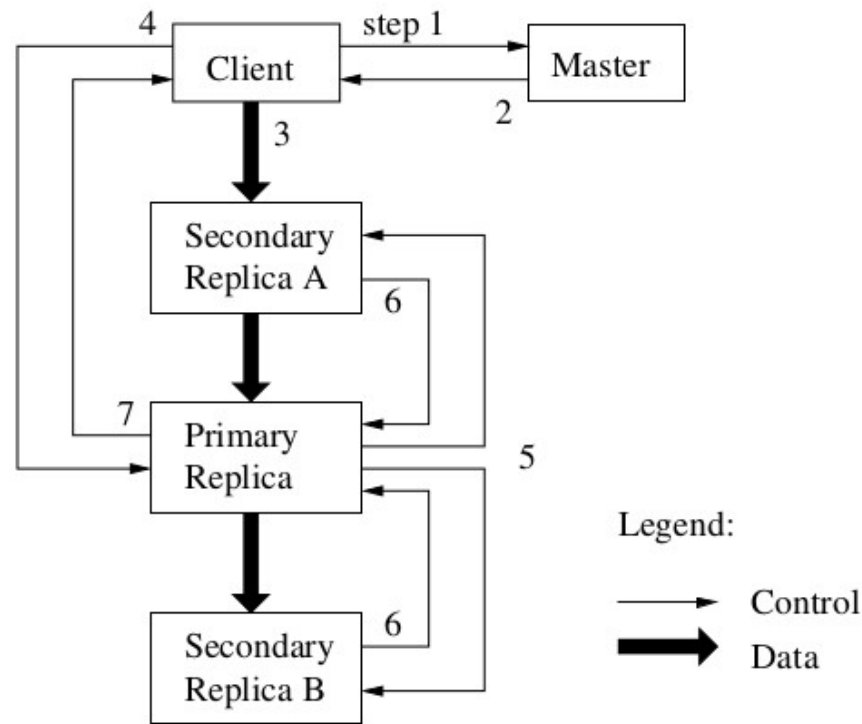 4
step 1
Client
Master
2
3
Secondary
Replica A
6
7
Primary
Replica
5
Legend:
Control
Secondary
Replica B
6
Data